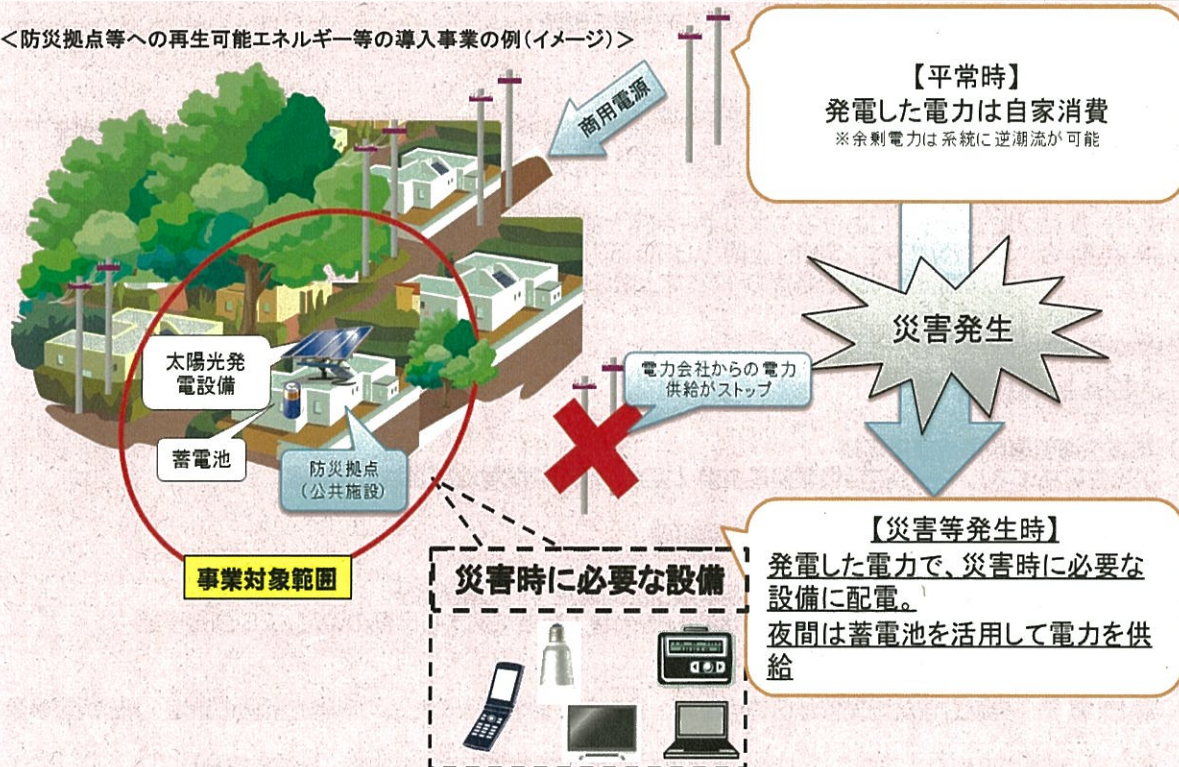 ＜防災拠点等への再生可能エネルギー等の導入事業の例(イメージ)＞
商用電源
【平常時】
発電した電力は自家消費
※余剰電力は系統に逆潮流が可能
災害発生
太陽光発
電設備
蓄電池
防災拠点
（公共施設）
電力会社からの電力
供給がストップ
事業対象範囲
災害時に必要な設備
【災害等発生時】
発電した電力で、災害時に必要な
設備に配電。
夜間は蓄電池を活用して電力を供
給